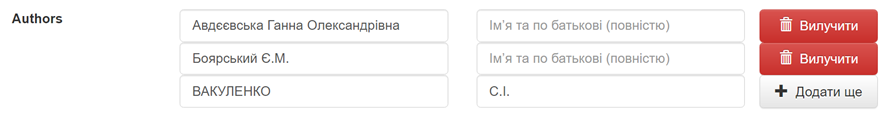 Authors Авдєєвська Ганна Олександрівна Ім'я та по батькові (повністю) Вилучити
Боярський Є.М. Ім'я та по батькові (повністю) Вилучити
ВАКУЛЕНКО С.І. Додати ще